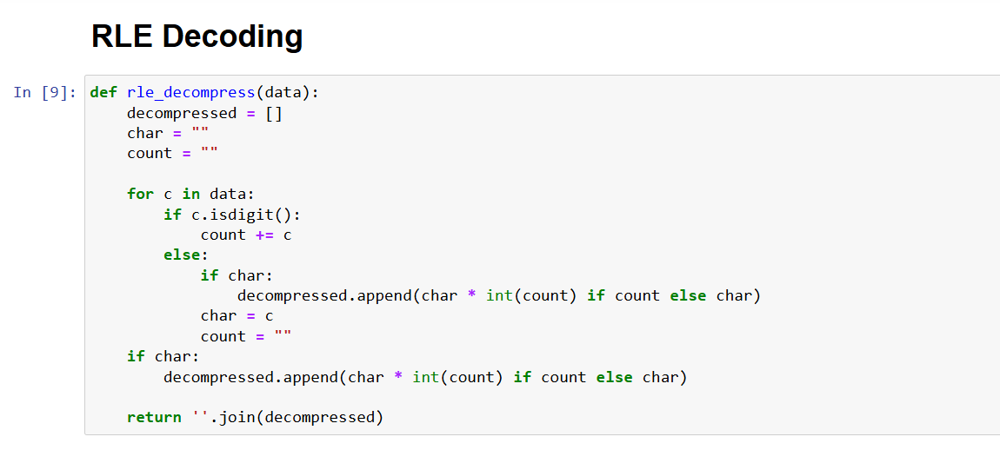 RLE Decoding
In [9]: def rle_decompress(data):
    decompressed = []
    char = ""
    count = ""

    for c in data:
        if c.isdigit():
            count += c
        else:
            if char:
                decompressed.append(char * int(count) if count else char)
            char = c
            count = ""
    if char:
        decompressed.append(char * int(count) if count else char)

    return ''.join(decompressed)